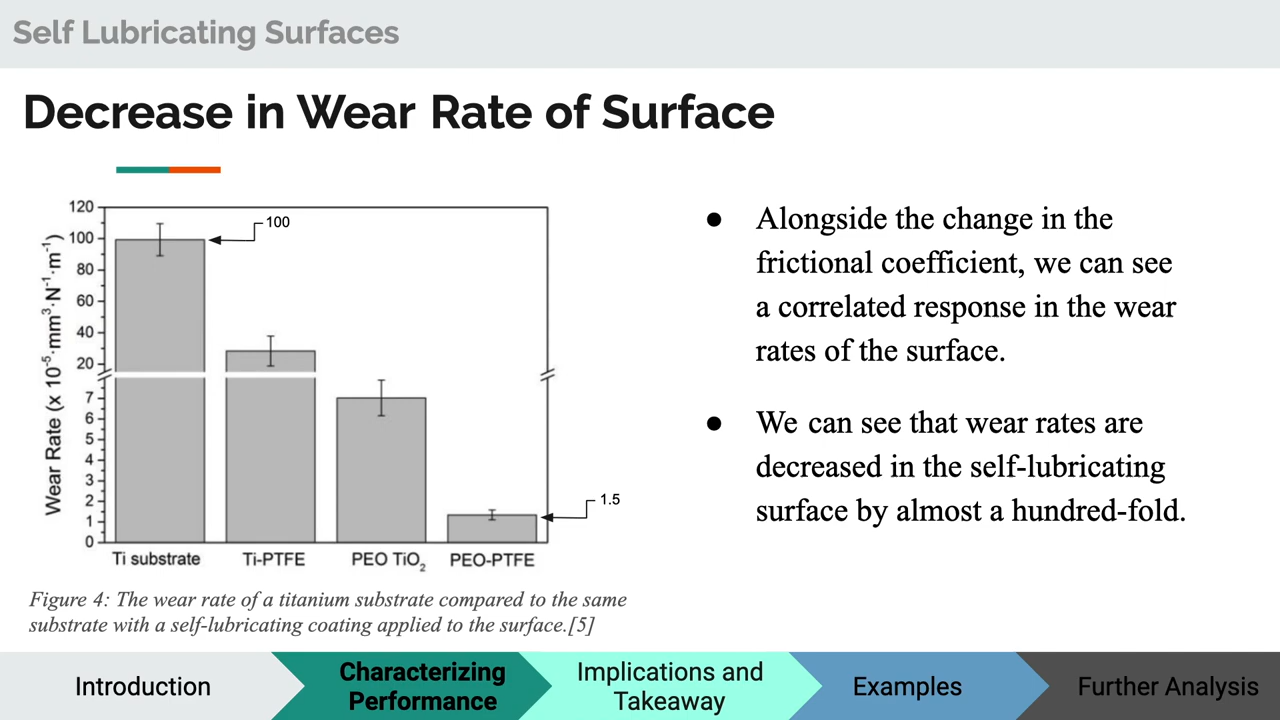 Self Lubricating Surfaces
Decrease in Wear Rate of Surface
Wear Rate (x 10⁻⁵·mm³·N⁻¹·m⁻¹)
120
100
80
60
40
20
7
6
5
4
3
2
1
0
100
1.5
Ti substrate
Ti-PTFE
PEO TiO₂
PEO-PTFE
Figure 4: The wear rate of a titanium substrate compared to the same
substrate with a self-lubricating coating applied to the surface.[5]
● Alongside the change in the
frictional coefficient, we can see
a correlated response in the wear
rates of the surface.
● We can see that wear rates are
decreased in the self-lubricating
surface by almost a hundred-fold.
Introduction
Characterizing
Performance
Implications and
Takeaway
Examples
Further Analysis